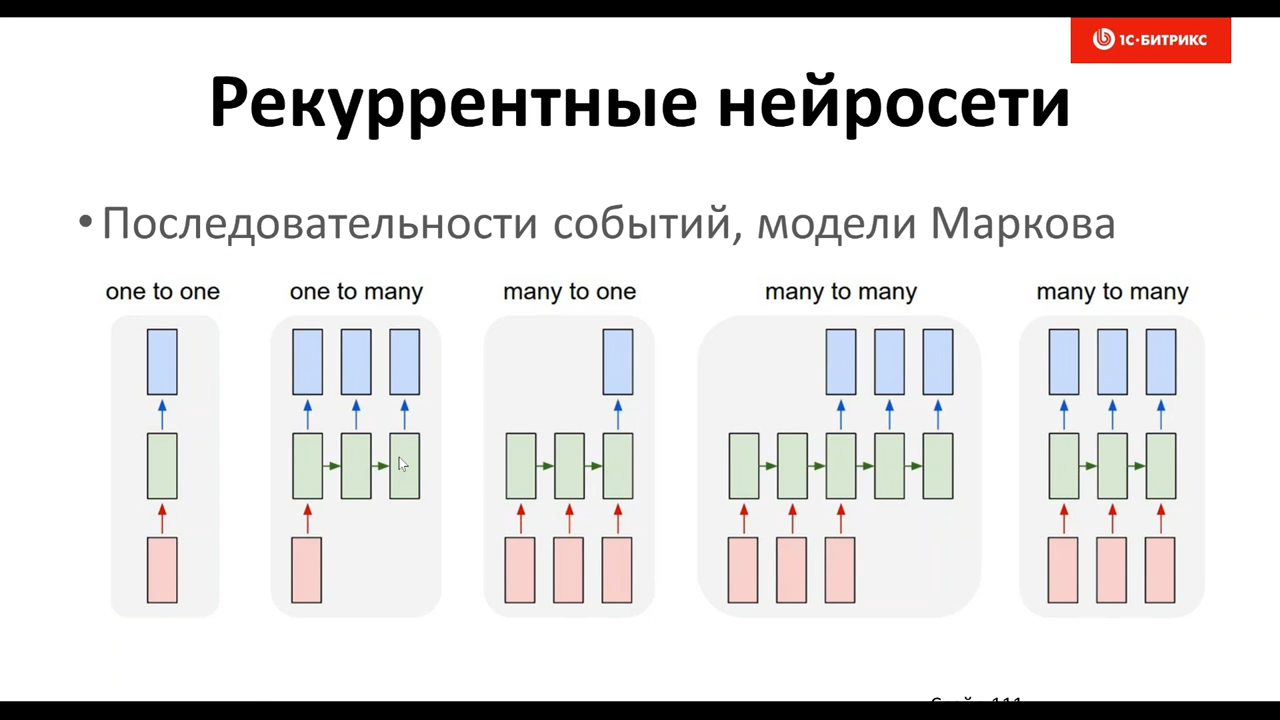 1С·БИТРИКС
Рекуррентные нейросети
• Последовательности событий, модели Маркова
one to one
one to many
many to one
many to many
many to many